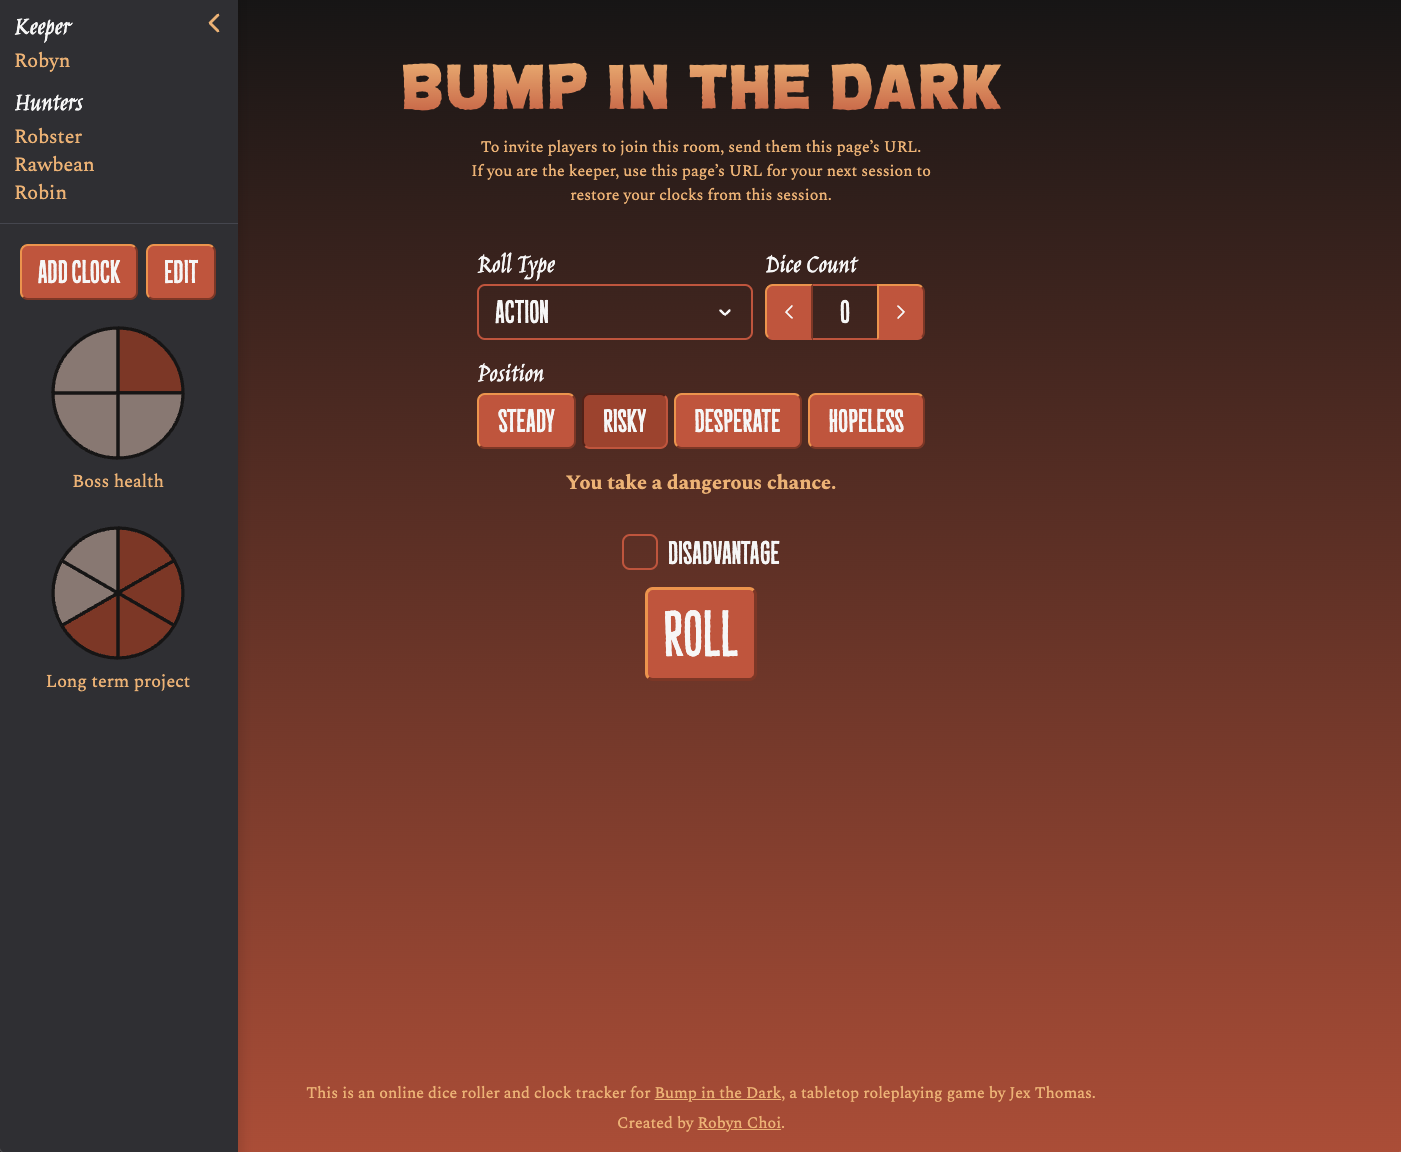 Keeper
Robyn
Hunters
Robster
Rawbean
Robin
ADD CLOCK
EDIT
Boss health
Long term project
BUMP IN THE DARK
To invite players to join this room, send them this page’s URL.
If you are the keeper, use this page’s URL for your next session to
restore your clocks from this session.
Roll Type
Dice Count
ACTION
0
Position
STEADY
RISKY
DESPERATE
HOPELESS
You take a dangerous chance.
DISADVANTAGE
ROLL
This is an online dice roller and clock tracker for Bump in the Dark, a tabletop roleplaying game by Jex Thomas.
Created by Robyn Choi.